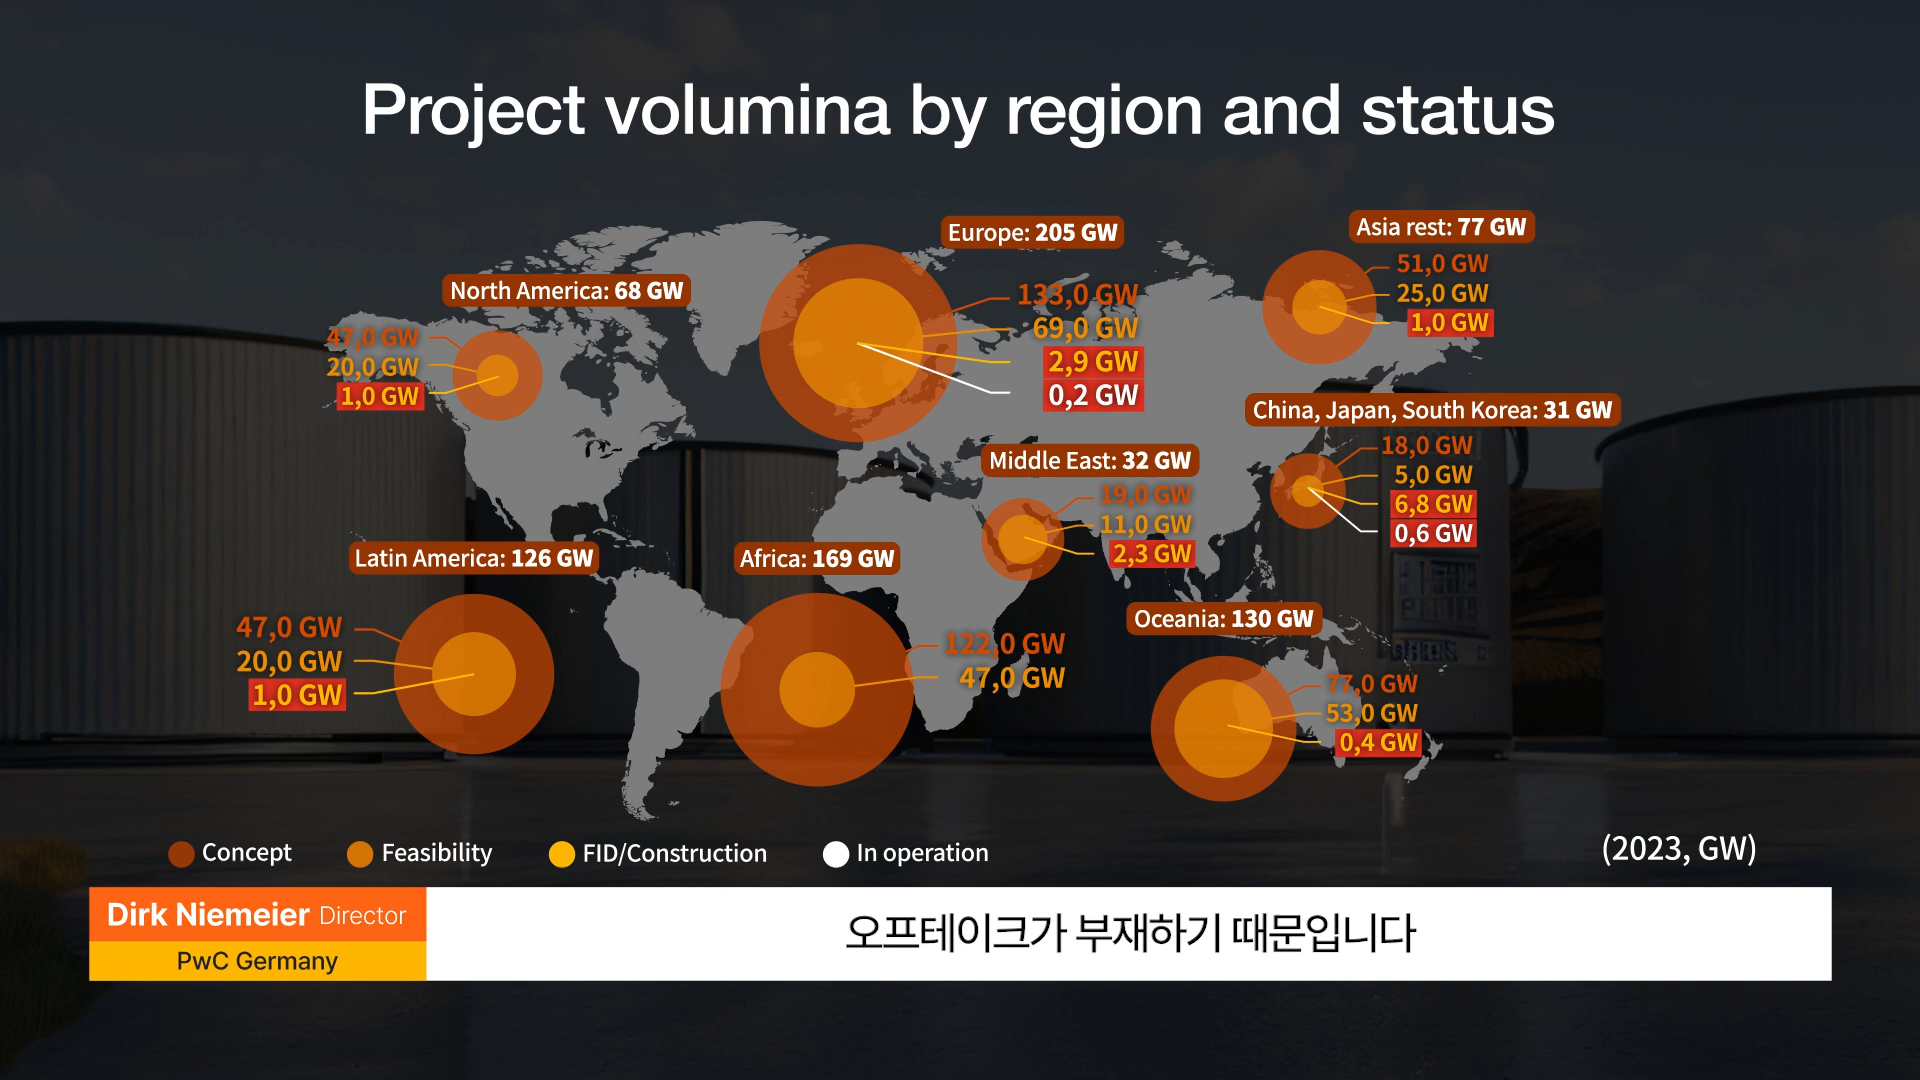 Project volumina by region and status
Europe: 205 GW
133,0 GW
69,0 GW
2,9 GW
0,2 GW
Asia rest: 77 GW
51,0 GW
25,0 GW
1,0 GW
North America: 68 GW
47,0 GW
20,0 GW
1,0 GW
China, Japan, South Korea: 31 GW
18,0 GW
5,0 GW
6,8 GW
0,6 GW
Middle East: 32 GW
19,0 GW
11,0 GW
2,3 GW
Latin America: 126 GW
47,0 GW
20,0 GW
1,0 GW
Africa: 169 GW
122,0 GW
47,0 GW
Oceania: 130 GW
77,0 GW
53,0 GW
0,4 GW
Concept
Feasibility
FID/Construction
In operation
(2023, GW)
Dirk Niemeier Director
PwC Germany
오프테이크가 부재하기 때문입니다